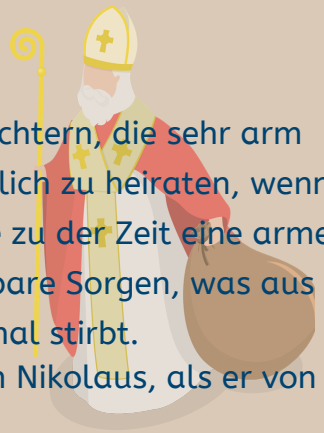 chtern, die sehr arm
lich zu heiraten, wenn
zu der Zeit eine arme
bare Sorgen, was aus
nal stirbt.
n Nikolaus, als er von